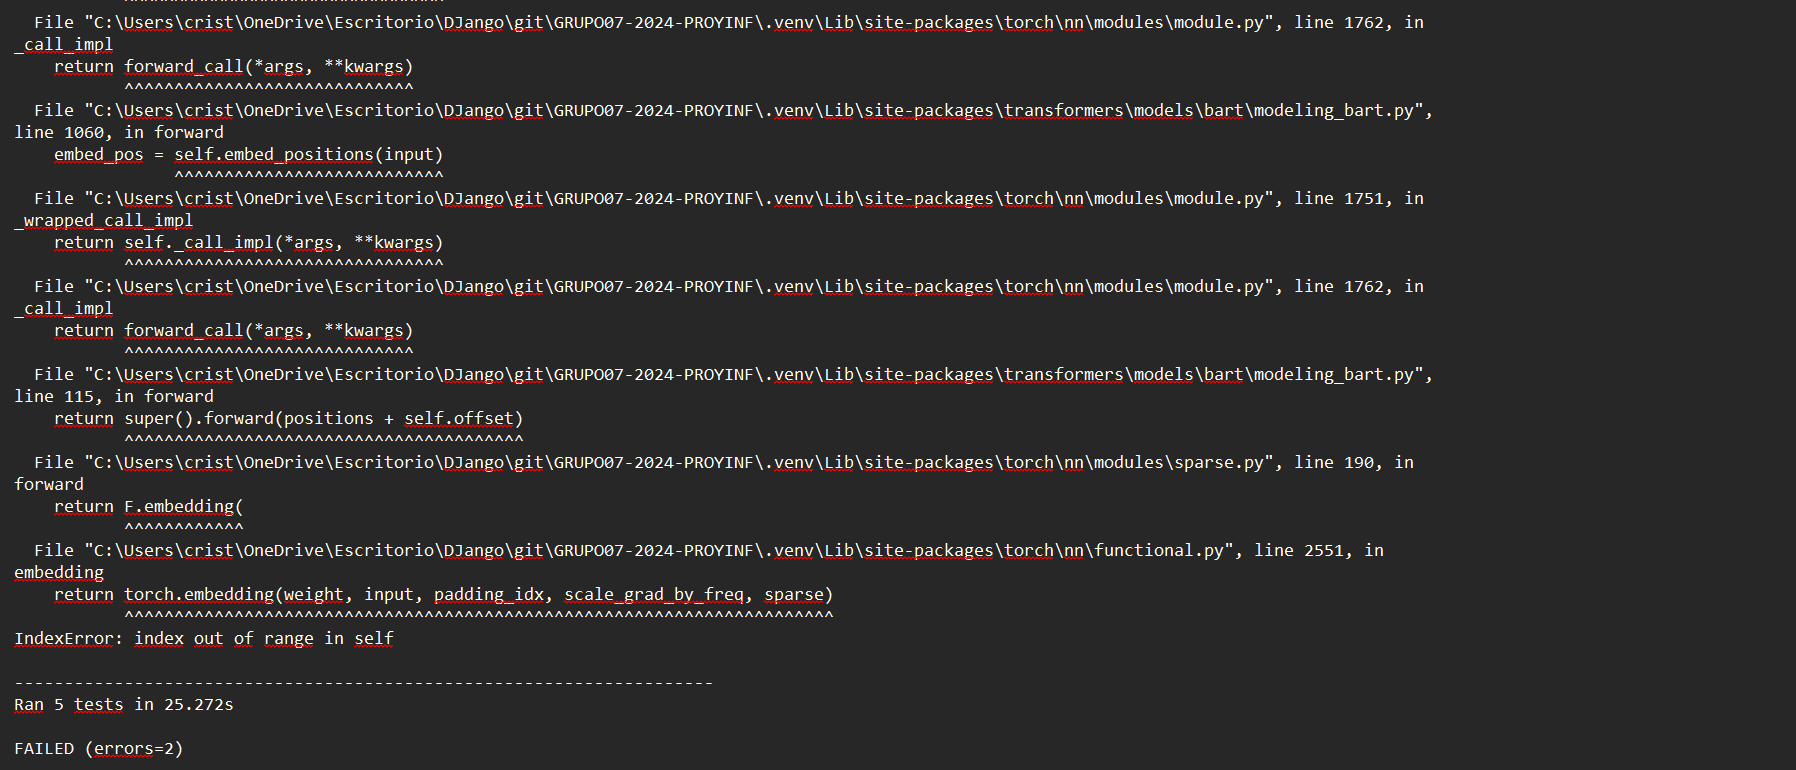 ^^^^^^^^^^^^^^^^^^^^^^^^^^^^^^^^
  File "C:\Users\crist\OneDrive\Escritorio\DJango\git\GRUPO07-2024-PROYINF\.venv\Lib\site-packages\torch\nn\modules\module.py", line 1762, in
_call_impl
    return forward_call(*args, **kwargs)
           ^^^^^^^^^^^^^^^^^^^^^^^^^^^^^
  File "C:\Users\crist\OneDrive\Escritorio\DJango\git\GRUPO07-2024-PROYINF\.venv\Lib\site-packages\transformers\models\bart\modeling_bart.py",
line 1060, in forward
    embed_pos = self.embed_positions(input)
                ^^^^^^^^^^^^^^^^^^^^^^^^^^^
  File "C:\Users\crist\OneDrive\Escritorio\DJango\git\GRUPO07-2024-PROYINF\.venv\Lib\site-packages\torch\nn\modules\module.py", line 1751, in
_wrapped_call_impl
    return self._call_impl(*args, **kwargs)
           ^^^^^^^^^^^^^^^^^^^^^^^^^^^^^^^^
  File "C:\Users\crist\OneDrive\Escritorio\DJango\git\GRUPO07-2024-PROYINF\.venv\Lib\site-packages\torch\nn\modules\module.py", line 1762, in
_call_impl
    return forward_call(*args, **kwargs)
           ^^^^^^^^^^^^^^^^^^^^^^^^^^^^^
  File "C:\Users\crist\OneDrive\Escritorio\DJango\git\GRUPO07-2024-PROYINF\.venv\Lib\site-packages\transformers\models\bart\modeling_bart.py",
line 115, in forward
    return super().forward(positions + self.offset)
           ^^^^^^^^^^^^^^^^^^^^^^^^^^^^^^^^^^^^^^^^
  File "C:\Users\crist\OneDrive\Escritorio\DJango\git\GRUPO07-2024-PROYINF\.venv\Lib\site-packages\torch\nn\modules\sparse.py", line 190, in
forward
    return F.embedding(
           ^^^^^^^^^^^^
  File "C:\Users\crist\OneDrive\Escritorio\DJango\git\GRUPO07-2024-PROYINF\.venv\Lib\site-packages\torch\nn\functional.py", line 2551, in
embedding
    return torch.embedding(weight, input, padding_idx, scale_grad_by_freq, sparse)
           ^^^^^^^^^^^^^^^^^^^^^^^^^^^^^^^^^^^^^^^^^^^^^^^^^^^^^^^^^^^^^^^^^^^^^^^
IndexError: index out of range in self

----------------------------------------------------------------------
Ran 5 tests in 25.272s

FAILED (errors=2)